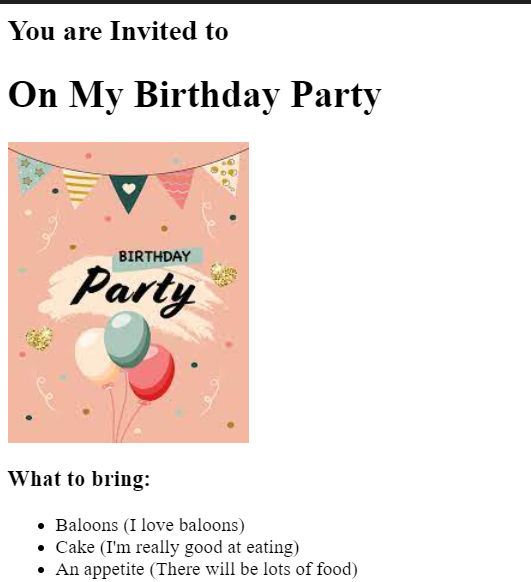 You are Invited to
On My Birthday Party
BIRTHDAY
Party
What to bring:
Baloons (I love baloons)
Cake (I'm really good at eating)
An appetite (There will be lots of food)